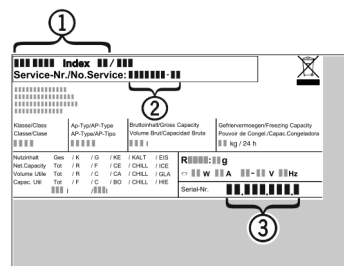 1
Index /
Service-Nr./No.Service: -
2
Klasse/Class
Classe/Clase
Ap-Typ/AP-Type
AP-Type/AP-Tipo
Bruttoinhalt/Gross Capacity
Volume Brut/Capacidad Bruta
l
Gefriervermoegen/Freezing Capacity
Pouvoir de Congel./Capac.Congeladora
kg / 24 h
Nutzinhalt Ges / K / G / KE / KALT / EIS
Net.Capacity Tot / R / F / CE / CHILL / ICE
Volume Utile Tot / R / C / CA / CHILL / GLA
Capac. Util Tot / F / C / BO / CHILL / HIE
l / l
R : g
W A - V Hz
Serial-Nr.
3